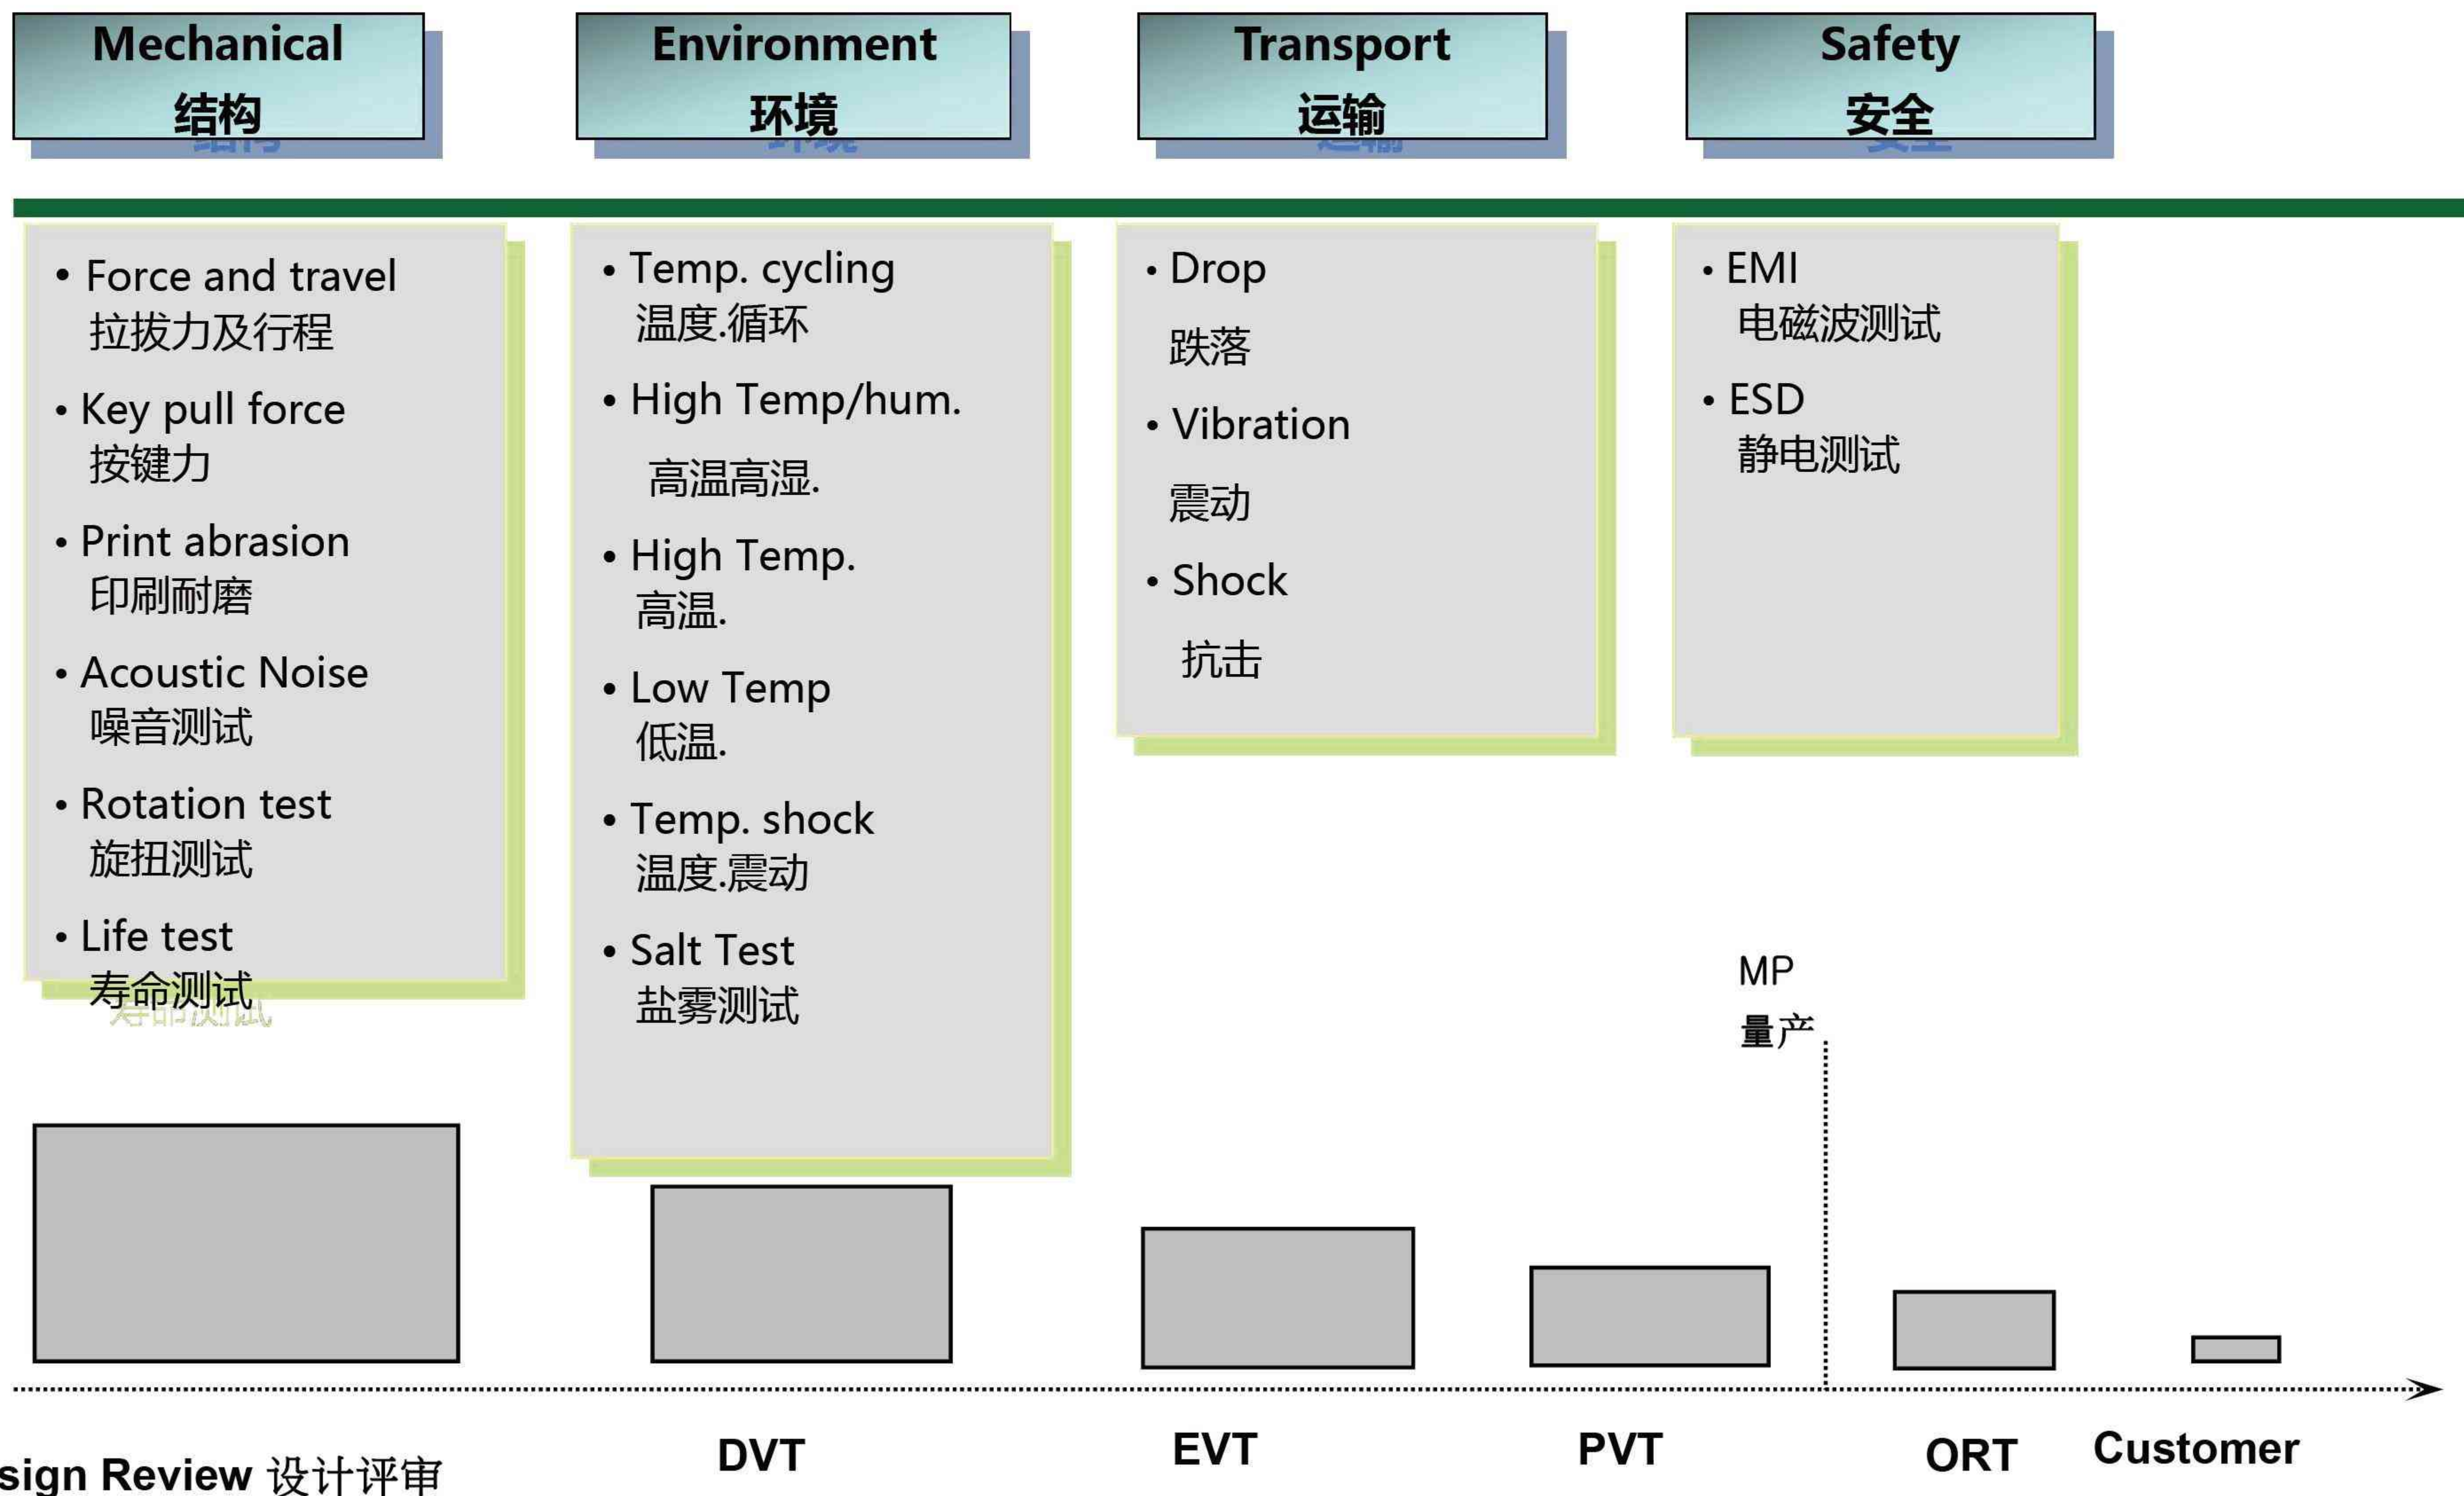 Mechanical
结构
Environment
环境
Transport
运输
Safety
安全
• Force and travel
拉拔力及行程
• Key pull force
按键力
• Print abrasion
印刷耐磨
• Acoustic Noise
噪音测试
• Rotation test
旋扭测试
• Life test
寿命测试
• Temp. cycling
温度.循环
• High Temp/hum.
高温高湿.
• High Temp.
高温.
• Low Temp
低温.
• Temp. shock
温度.震动
• Salt Test
盐雾测试
• Drop
跌落
• Vibration
震动
• Shock
抗击
• EMI
电磁波测试
• ESD
静电测试
MP
量产
sign Review 设计评审
DVT
EVT
PVT
ORT
Customer